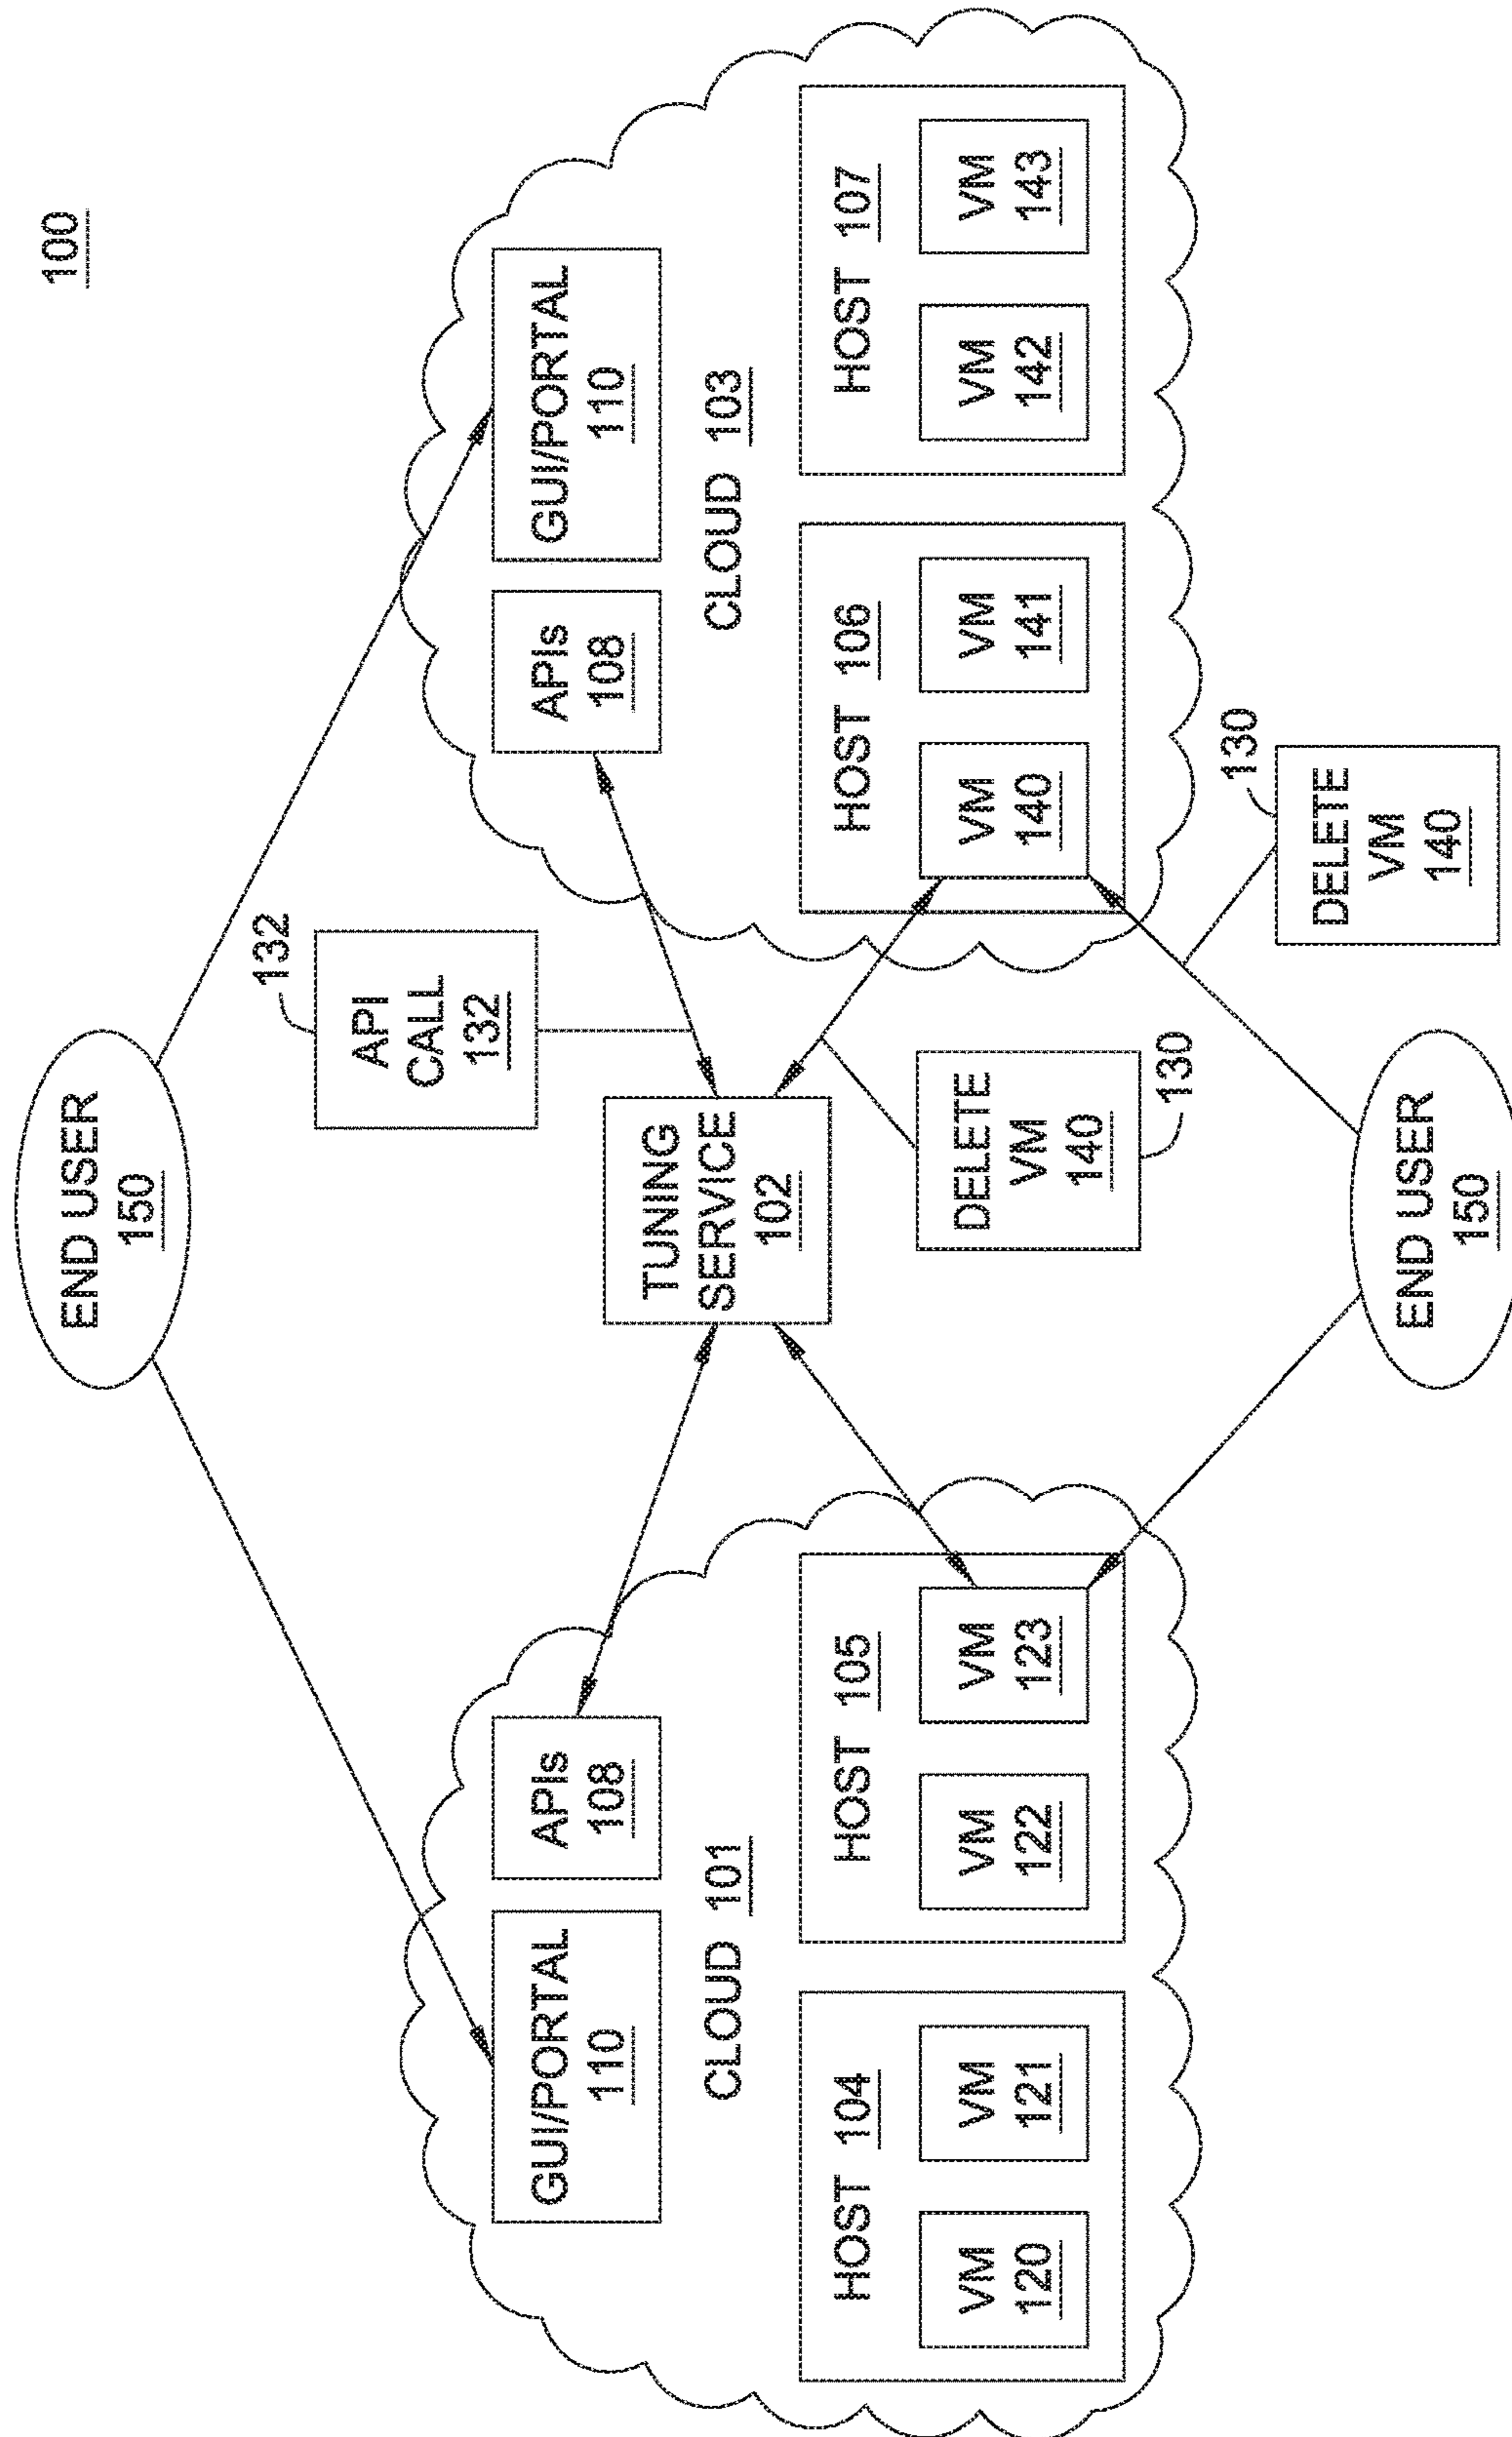 100
END USER
150
API
CALL
132
132
GUI/PORTAL
110
APIs
108
CLOUD 101
HOST 104
VM
120
VM
121
HOST 105
VM
122
VM
123
TUNING
SERVICE
102
DELETE
VM
140
130
APIs
108
GUI/PORTAL
110
CLOUD 103
HOST 106
VM
140
VM
141
HOST 107
VM
142
VM
143
END USER
150
DELETE
VM
140
130